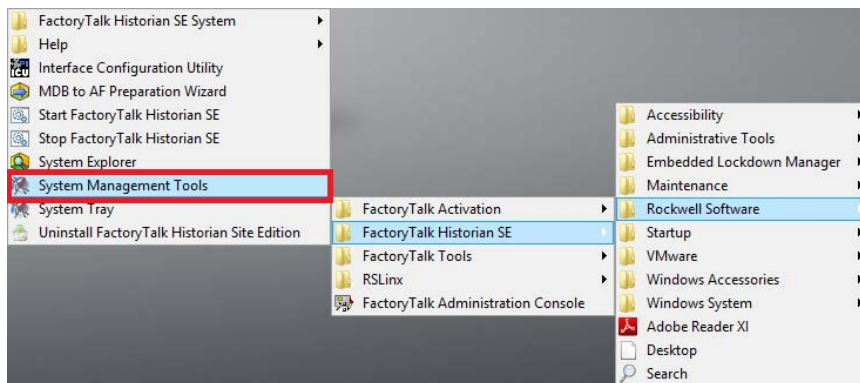 FactoryTalk Historian SE System
Help
Interface Configuration Utility
MDB to AF Preparation Wizard
Start FactoryTalk Historian SE
Stop FactoryTalk Historian SE
System Explorer
System Management Tools
System Tray
Uninstall FactoryTalk Historian Site Edition
FactoryTalk Activation
FactoryTalk Historian SE
FactoryTalk Tools
RSLinx
FactoryTalk Administration Console
Accessibility
Administrative Tools
Embedded Lockdown Manager
Maintenance
Rockwell Software
Startup
VMware
Windows Accessories
Windows System
Adobe Reader XI
Desktop
Search